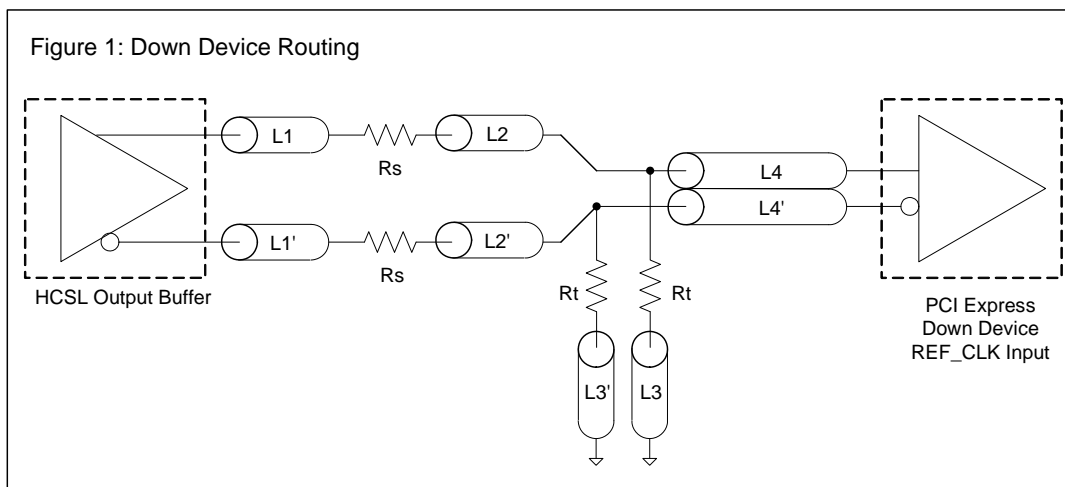 Figure 1: Down Device Routing
L1
Rs
L2
L4
L4'
L1'
Rs
L2'
HCSL Output Buffer
Rt
Rt
L3'
L3
PCI Express
Down Device
REF_CLK Input